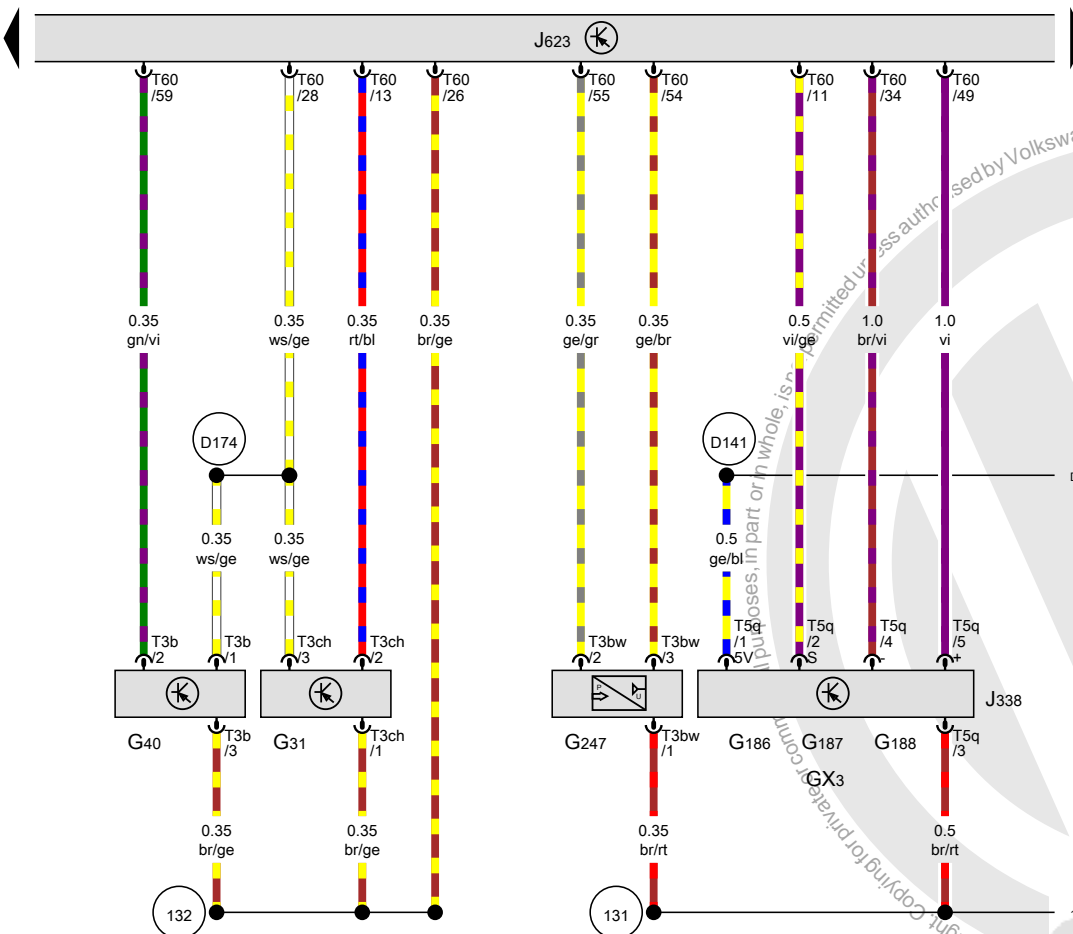 J623
T60 T60 T60 T60 T60 T60 T60 T60 T60
/59 /28 /13 /26 /55 /54 /11 /34 /49
0.35 0.35 0.35 0.35 0.35 0.35 0.5 1.0 1.0
gn/vi ws/ge rt/bl br/ge ge/gr ge/br vi/ge br/vi vi
D174 D141
0.35 0.35 0.5
ws/ge ws/ge ge/bl
T3b T3b T3ch T3ch T3bw T3bw T5q T5q T5q T5q
/2 /1 /3 /2 /2 /3 /1 /2 /4 /5
5V S - +
P U
J338
G40 G31 G247 G186 G187 G188
T3b T3ch T3bw T5q
/3 /1 /1 /3
GX3
0.35 0.35 0.35 0.5
br/ge br/ge br/rt br/rt
132 131